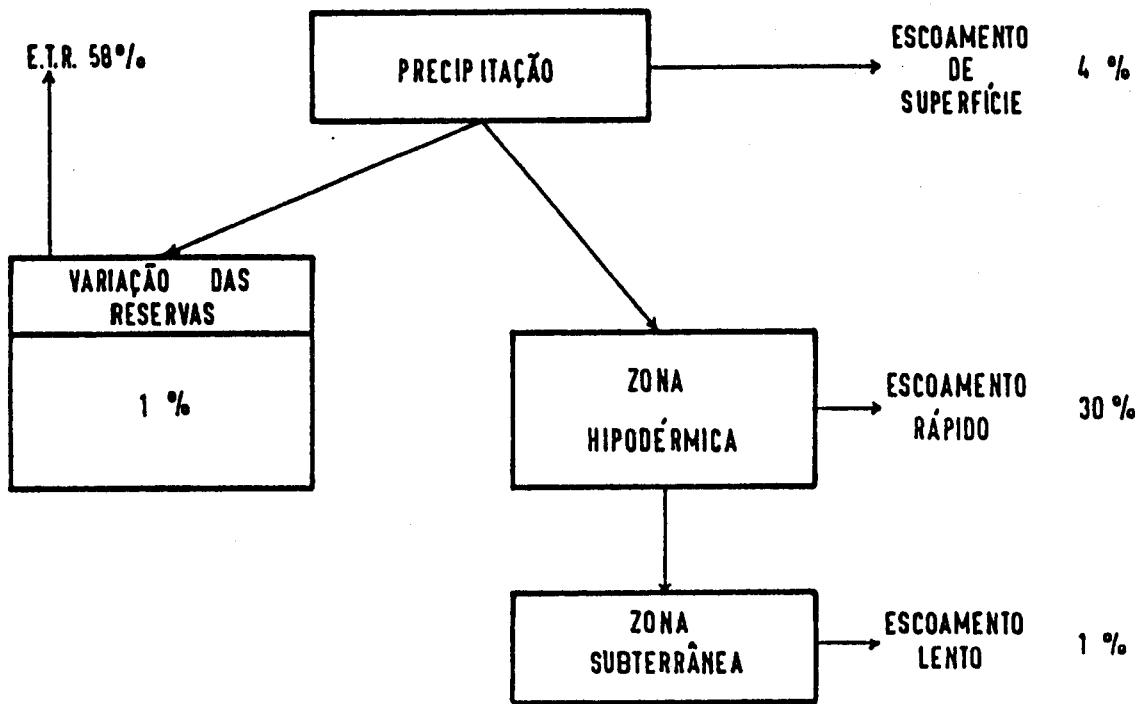 E.T.R. 58%
PRECIPITAÇÃO
ESCOAMENTO
DE
SUPERFÍCIE
4 %
VARIAÇÃO DAS
RESERVAS
1 %
ZONA
HIPODÉRMICA
ESCOAMENTO
RÁPIDO
30 %
ZONA
SUBTERRÂNEA
ESCOAMENTO
LENTO
1 %